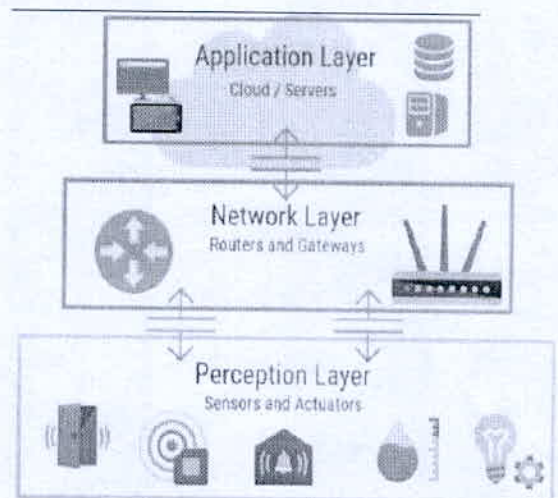 Application Layer
Cloud / Servers
Network Layer
Routers and Gateways
Perception Layer
Sensors and Actuators